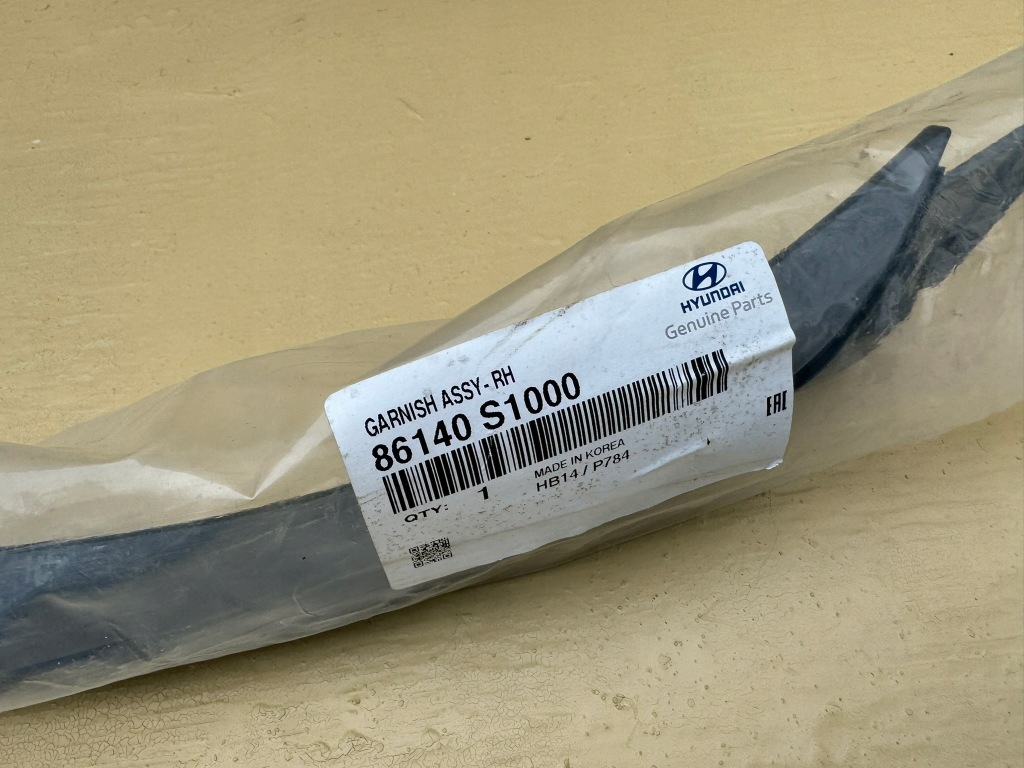 HYUNDAI
Genuine Parts
GARNISH ASSY-RH
86140 S1000
EAC
QTY: 1
MADE IN KOREA
HB14 / P784